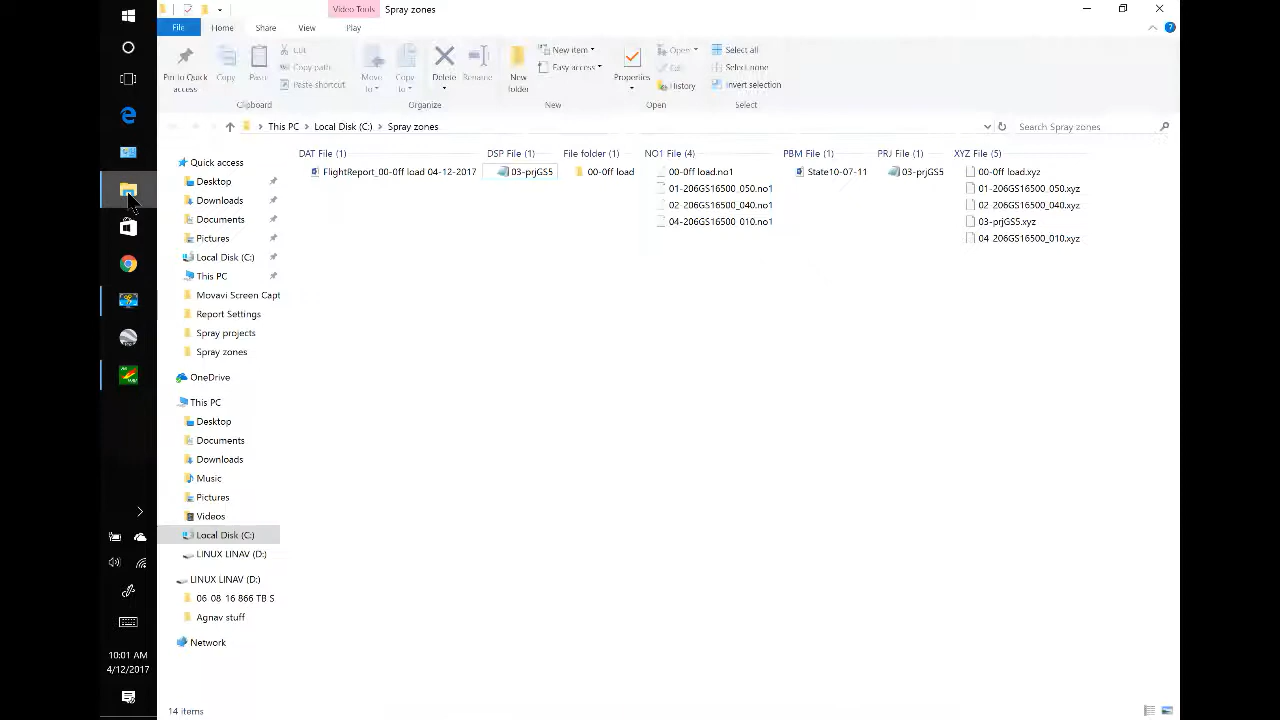 Video Tools Spray zones
File Home Share View Play
Pin to Quick access
Copy
Paste
Cut
Copy path
Paste shortcut
Clipboard
Move to
Copy to
Delete
Rename
Organize
New folder
New item
Easy access
New
Properties
Open
Edit
History
Open
Select all
Select none
Invert selection
Select
This PC > Local Disk (C:) > Spray zones
Search Spray zones
Quick access
Desktop
Downloads
Documents
Pictures
Local Disk (C:)
This PC
Movavi Screen Capt
Report Settings
Spray projects
Spray zones
OneDrive
This PC
Desktop
Documents
Downloads
Music
Pictures
Videos
Local Disk (C:)
LINUX LINAV (D:)
LINUX LINAV (D:)
06 08 16 866 TB S
Agnav stuff
Network
DAT File (1)
FlightReport_00-0ff load 04-12-2017
DSP File (1)
03-prjGS5
File folder (1)
00-0ff load
NO1 File (4)
00-0ff load.no1
01-206GS16500_050.no1
02-206GS16500_040.no1
04-206GS16500-010.no1
PBM File (1)
State10-07-11
PRJ File (1)
03-prjGS5
XYZ File (5)
00-0ff load.xyz
01-206GS16500_050.xyz
02-206GS16500_040.xyz
03-prjGS5.xyz
04-206GS16500_010.xyz
10:01 AM
4/12/2017
14 items